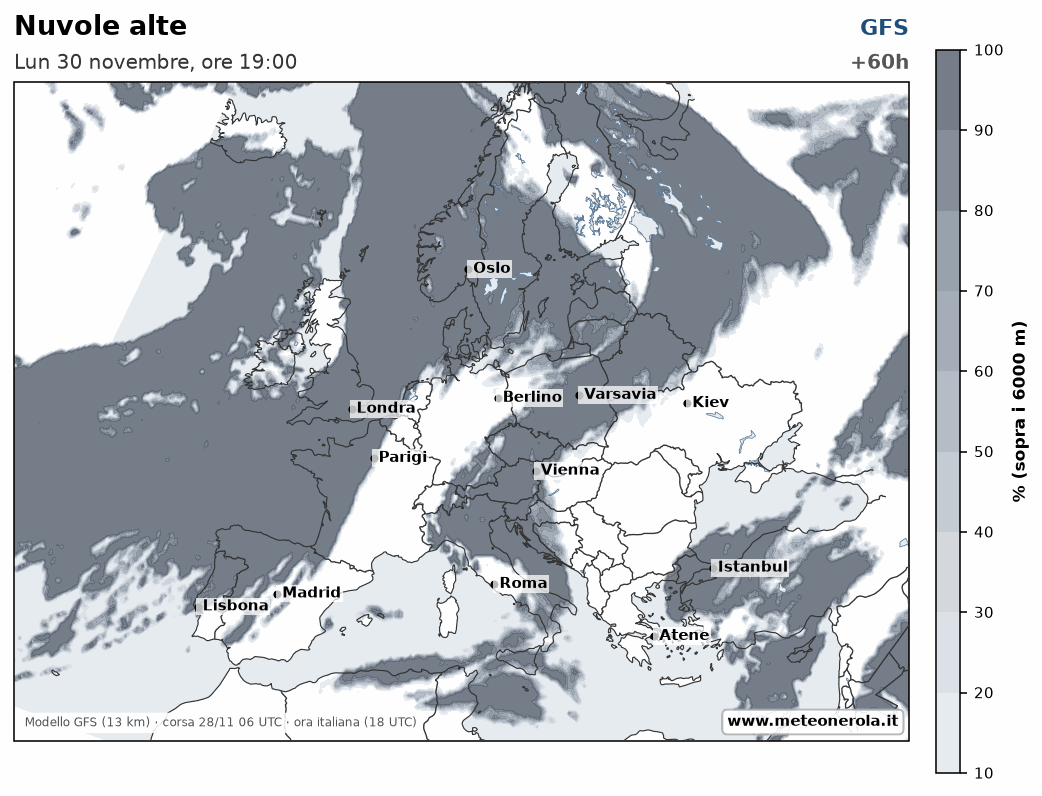 Nuvole alte
GFS
Lun 30 novembre, ore 19:00
+60h
Oslo
Londra
Berlino
Varsavia
Kiev
Parigi
Vienna
Madrid
Lisbona
Roma
Istanbul
Atene
Modello GFS (13 km) · corsa 28/11 06 UTC · ora italiana (18 UTC)
www.meteonerola.it
100
90
80
70
60
50
40
30
20
10
% (sopra i 6000 m)